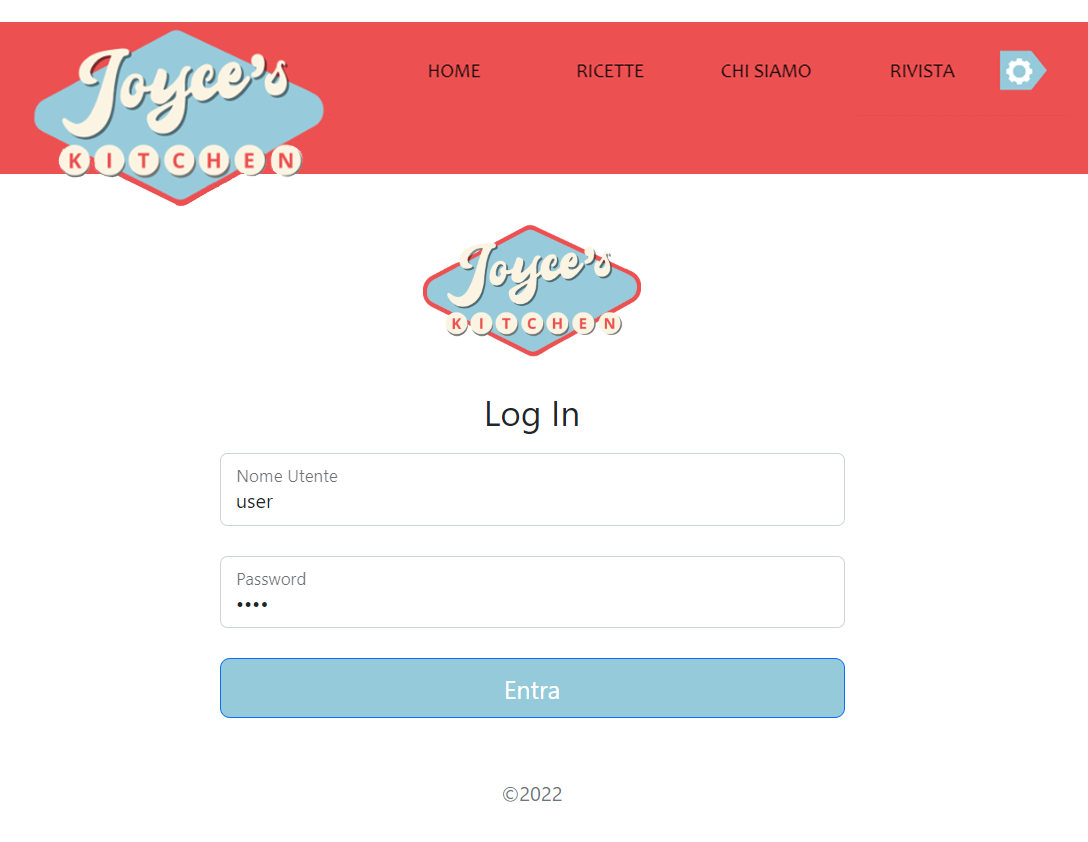 Joyce's
KITCHEN
HOME RICETTE CHI SIAMO RIVISTA
Joyce's
KITCHEN
Log In
Nome Utente
user
Password
••••
Entra
©2022